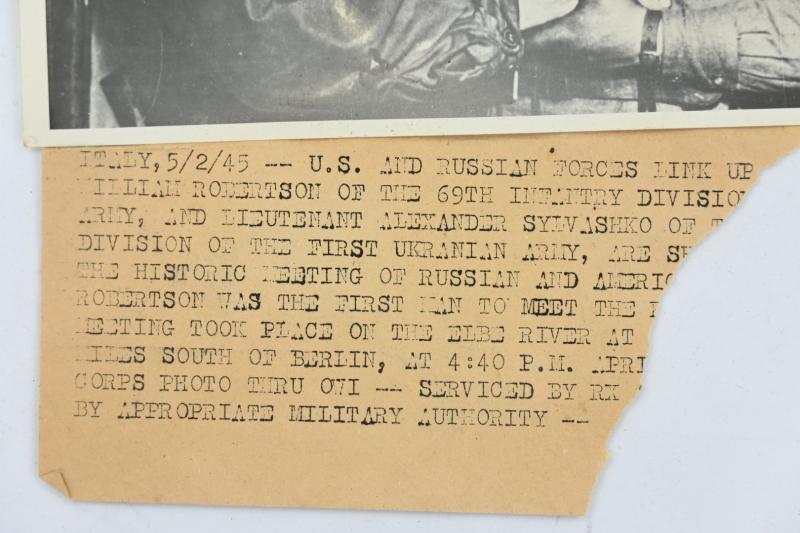 ITALY, 5/2/45 -- U.S. AND RUSSIAN FORCES LINK UP
WILLIAM ROBERTSON OF THE 69TH INFANTRY DIVISION
ARMY, AND LIEUTENANT ALEXANDER SYLVASHKO OF
DIVISION OF THE FIRST UKRANIAN ARMY, ARE SH
THE HISTORIC MEETING OF RUSSIAN AND AMERIC
ROBERTSON WAS THE FIRST MAN TO MEET THE
MEETING TOOK PLACE ON THE ELBE RIVER AT
MILES SOUTH OF BERLIN, AT 4:40 P.M. APRI
CORPS PHOTO THRU OWI -- SERVICED BY RK
BY APPROPRIATE MILITARY AUTHORITY --